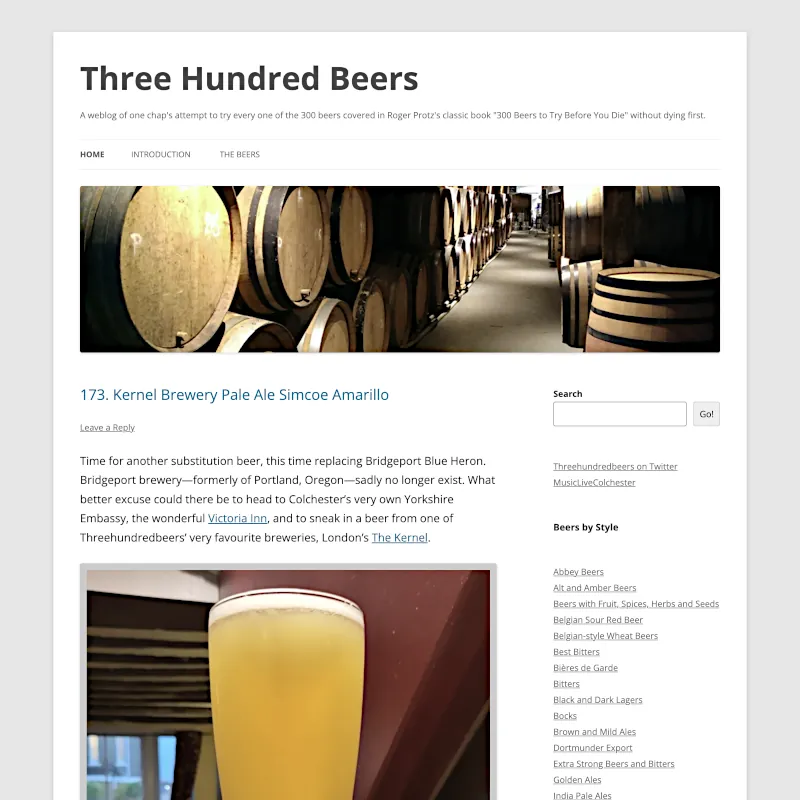 Three Hundred Beers
A weblog of one chap's attempt to try every one of the 300 beers covered in Roger Protz's classic book "300 Beers to Try Before You Die" without dying first.
HOME
INTRODUCTION
THE BEERS
173. Kernel Brewery Pale Ale Simcoe Amarillo
Leave a Reply
Time for another substitution beer, this time replacing Bridgeport Blue Heron.
Bridgeport brewery—formerly of Portland, Oregon—sadly no longer exist. What
better excuse could there be to head to Colchester's very own Yorkshire
Embassy, the wonderful Victoria Inn, and to sneak in a beer from one of
Threehundredbeers' very favourite breweries, London's The Kernel.
Search
Go!
Threehundredbeers on Twitter
MusicLiveColchester
Beers by Style
Abbey Beers
Alt and Amber Beers
Beers with Fruit, Spices, Herbs and Seeds
Belgian Sour Red Beer
Belgian-style Wheat Beers
Best Bitters
Bières de Garde
Bitters
Black and Dark Lagers
Bocks
Brown and Mild Ales
Dortmunder Export
Extra Strong Beers and Bitters
Golden Ales
India Pale Ales